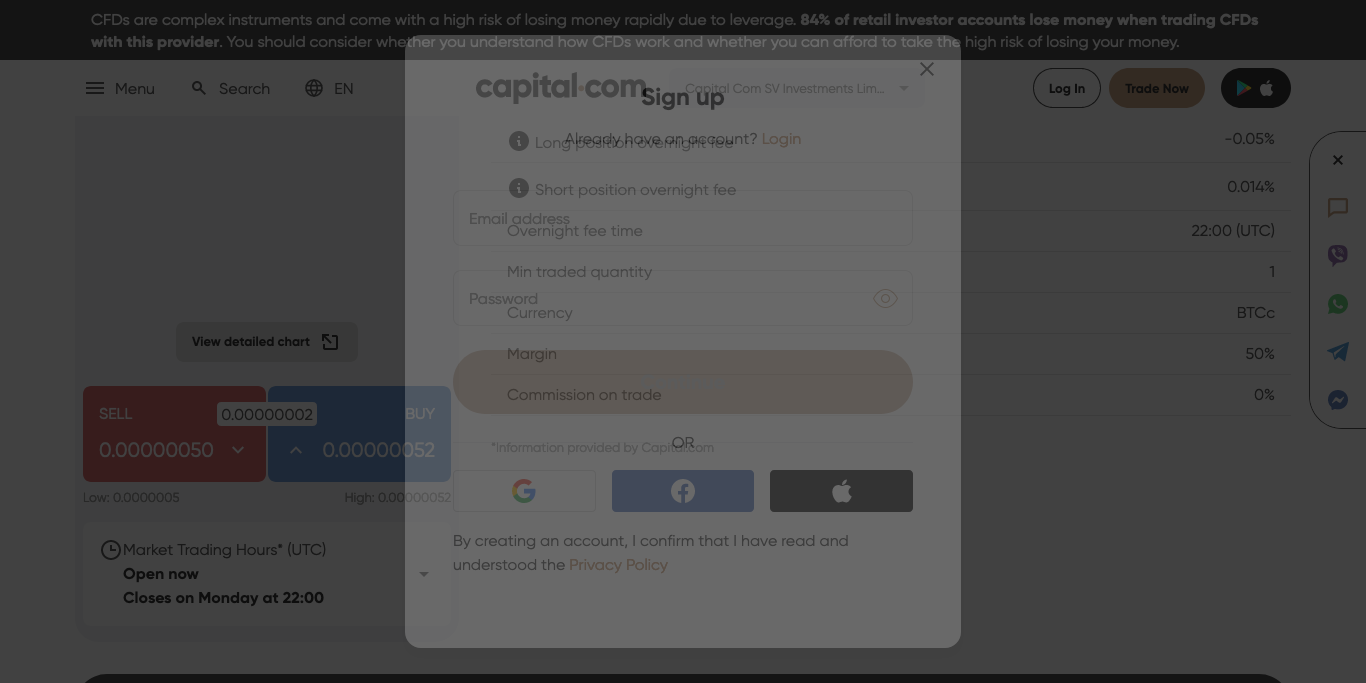 CFDs are complex instruments and come with a high risk of losing money rapidly due to leverage. 84% of retail investor accounts lose money when trading CFDs
with this provider. You should consider whether you understand how CFDs work and whether you can afford to take the high risk of losing your money.
Menu
Search
EN
capital.com
Capital Com SV Investments Lim...
Log In
Trade Now
Sign up
Already have an account? Login
Long position overnight fee
-0.05%
Short position overnight fee
0.014%
Email address
Overnight fee time
22:00 (UTC)
Min traded quantity
1
Password
Currency
BTCc
Margin
50%
Commission on trade
0%
*Information provided by Capital.com
OR
By creating an account, I confirm that I have read and
understood the Privacy Policy
View detailed chart
SELL
0.00000050
0.00000002
BUY
0.00000052
Low: 0.0000005
High: 0.00000052
Market Trading Hours* (UTC)
Open now
Closes on Monday at 22:00